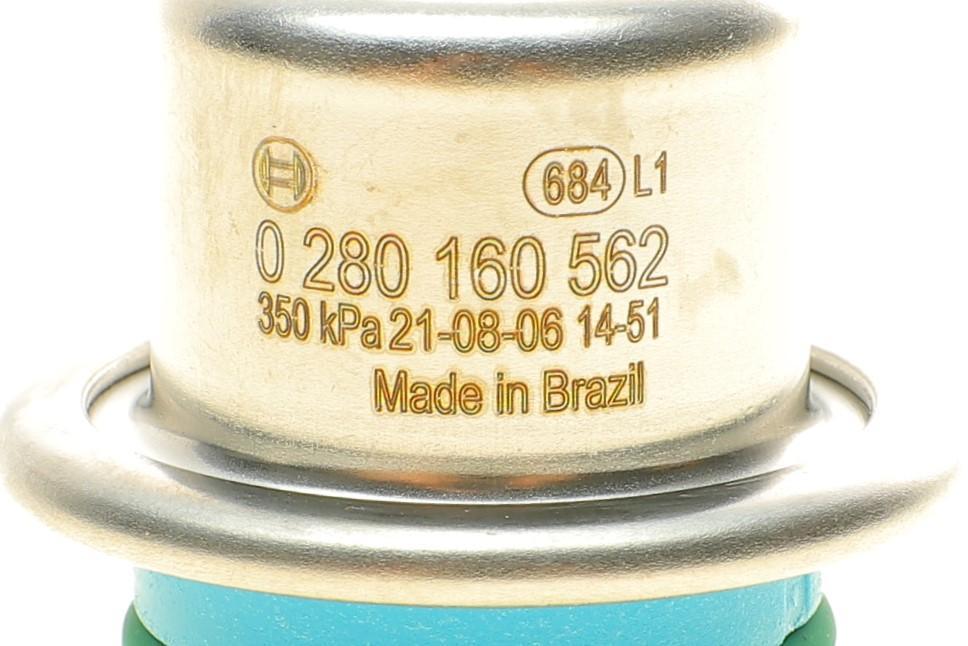 684 L1
0 280 160 562
350 kPa 21-08-06 14-51
Made in Brazil